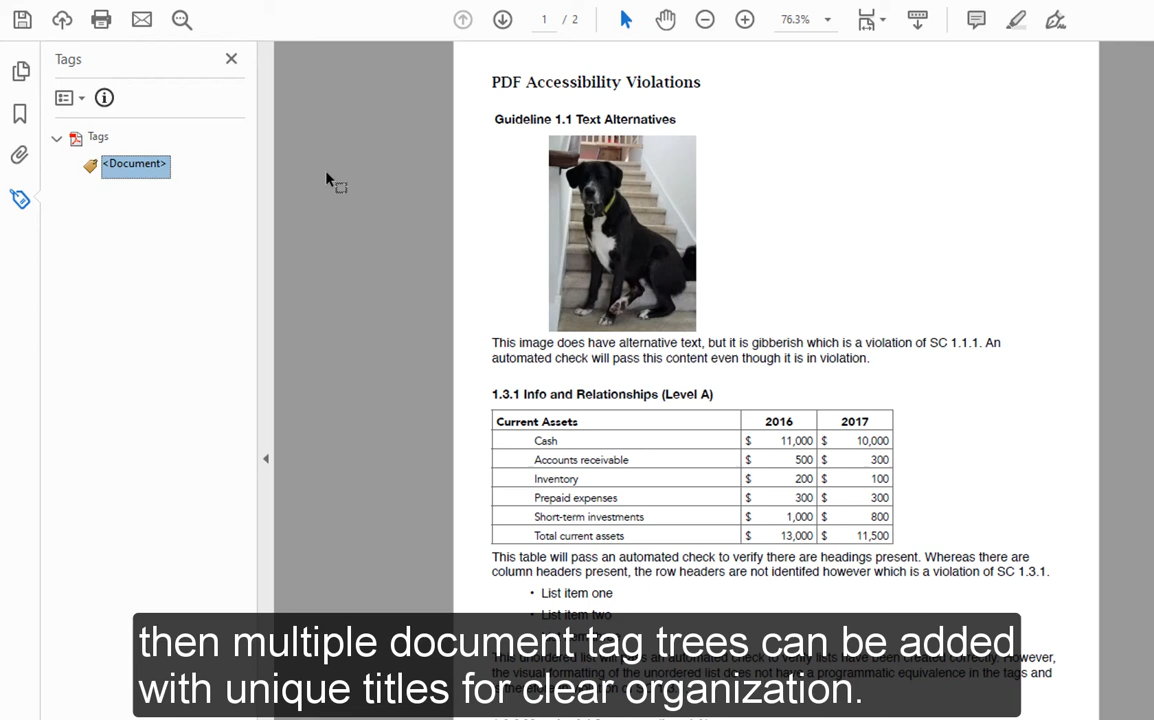 1 / 2
76.3%
Tags
Tags
<Document>
PDF Accessibility Violations
Guideline 1.1 Text Alternatives
This image does have alternative text, but it is gibberish which is a violation of SC 1.1.1. An
automated check will pass this content even though it is in violation.
1.3.1 Info and Relationships (Level A)
Current Assets 2016 2017
Cash $ 11,000 $ 10,000
Accounts receivable $ 500 $ 300
Inventory $ 200 $ 100
Prepaid expenses $ 300 $ 300
Short-term investments $ 1,000 $ 800
Total current assets $ 13,000 $ 11,500
This table will pass an automated check to verify there are headings present. Whereas there are
column headers present, the row headers are not identifed however which is a violation of SC 1.3.1.
• List item one
• List item two
then multiple document tag trees can be added
with unique titles for clear organization.